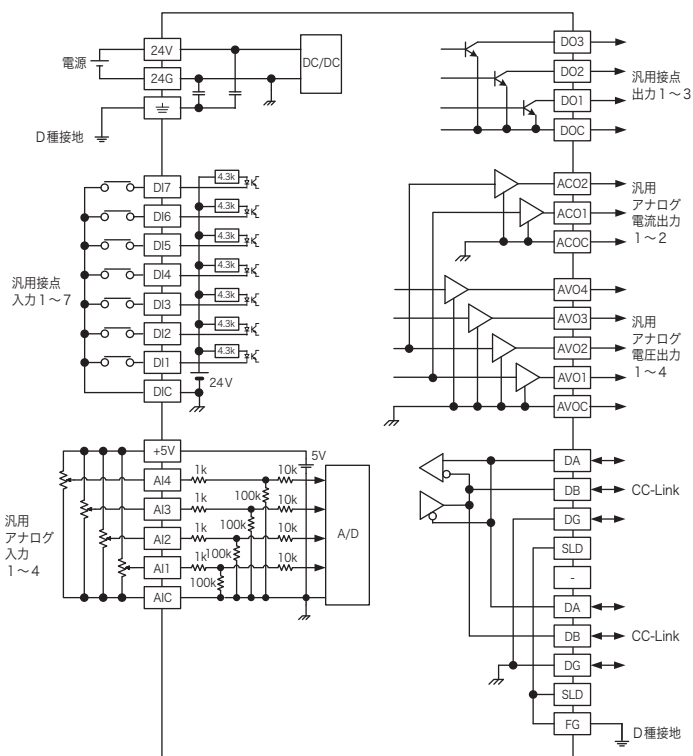 電源
24V
24G
DC/DC
D種接地
DI7
DI6
DI5
DI4
DI3
DI2
DI1
DIC
4.3k
4.3k
4.3k
4.3k
4.3k
4.3k
4.3k
24V
汎用接点
入力1～7
+5V
AI4
AI3
AI2
AI1
AIC
1k
1k
1k
1k
100k
100k
100k
100k
10k
10k
10k
10k
5V
A/D
汎用
アナログ
入力
1～4
DO3
DO2
DO1
DOC
汎用接点
出力1～3
ACO2
ACO1
ACOC
汎用
アナログ
電流出力
1～2
AVO4
AVO3
AVO2
AVO1
AVOC
汎用
アナログ
電圧出力
1～4
DA
DB
DG
SLD
-
DA
DB
DG
SLD
FG
CC-Link
CC-Link
D種接地